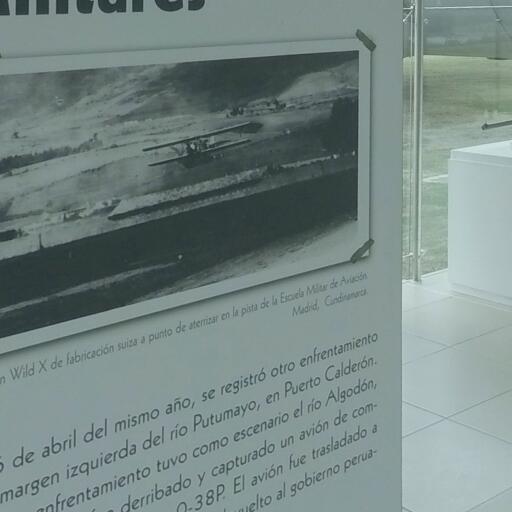 n Wild X de fabricación suiza a punto de aterrizar en la pista de la Escuela Militar de Aviación.
Madrid, Cundinamarca.
de abril del mismo año, se registró otro enfrentamiento
margen izquierda del río Putumayo, en Puerto Calderón.
enfrentamiento tuvo como escenario el río Algodón,
derribado y capturado un avión de com-
O-38P. El avión fue trasladado a
vuelto al gobierno perua-